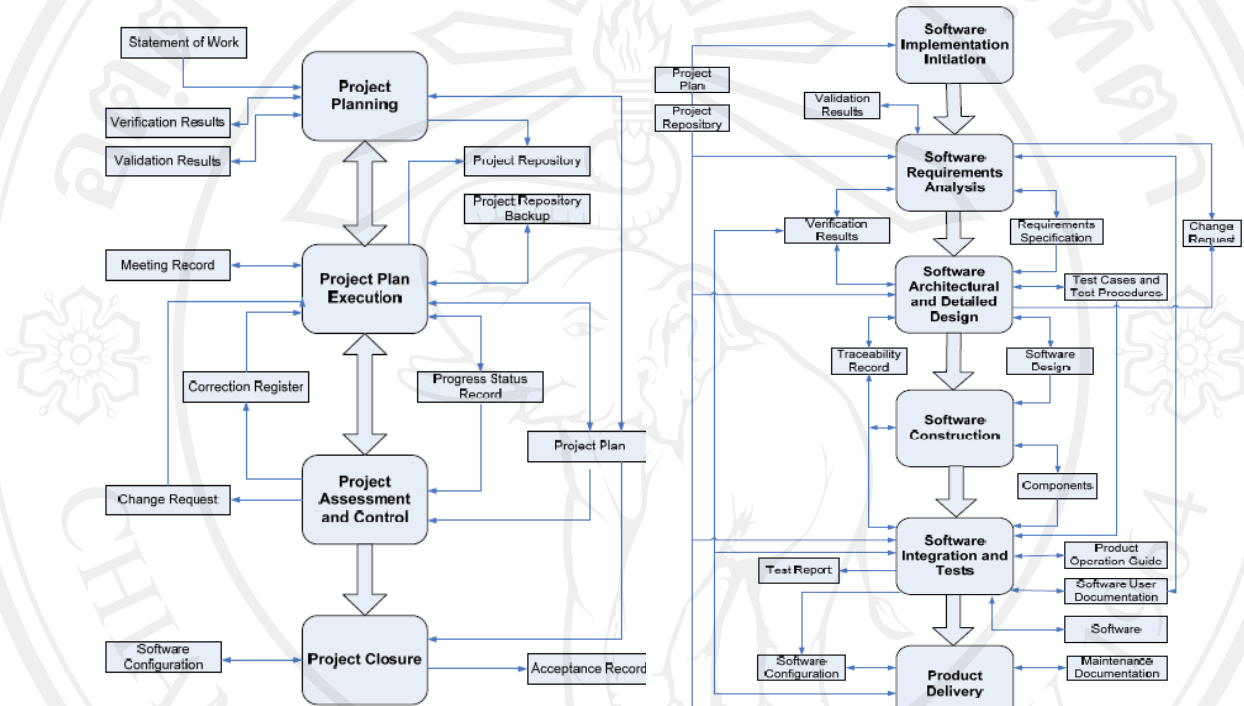 Statement of Work
Project
Planning
Verification Results
Validation Results
Project Repository
Project Repository
Backup
Meeting Record
Project Plan
Execution
Correction Register
Progress Status
Record
Project Plan
Change Request
Project
Assessment
and Control
Software
Configuration
Project Closure
Acceptance Record
Software
Implementation
Initiation
Project
Plan
Project
Repository
Validation
Results
Software
Requirements
Analysis
Verification
Results
Requirements
Specification
Change
Request
Software
Architectural
and Detailed
Design
Test Cases and
Test Procedures
Traceability
Record
Software
Design
Software
Construction
Components
Software
Integration and
Tests
Product
Operation Guide
Test Report
Software User
Documentation
Software
Software
Configuration
Product
Delivery
Maintenance
Documentation